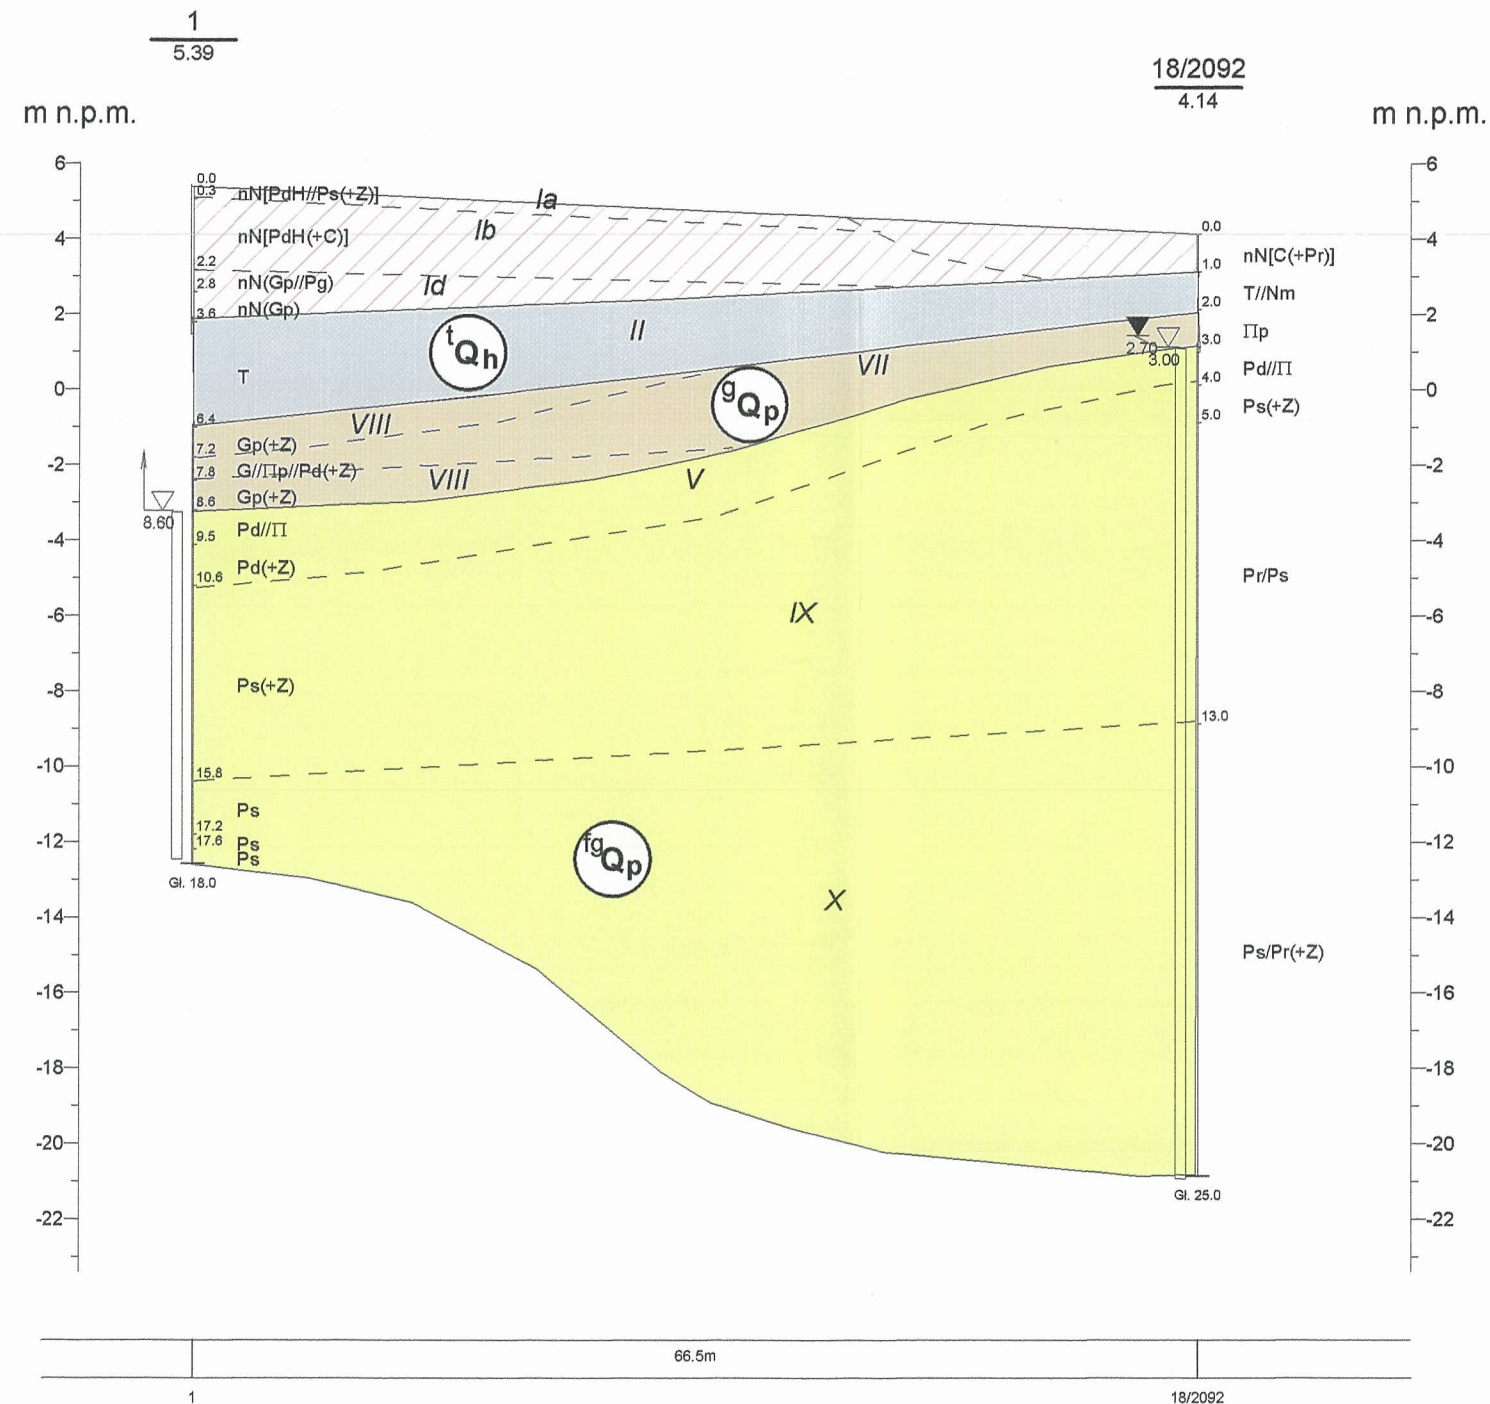 1
5.39
18/2092
4.14
m n.p.m.
m n.p.m.
6
4
2
0
-2
-4
-6
-8
-10
-12
-14
-16
-18
-20
-22
0.0
0.3
2.2
2.8
3.6
6.4
7.2
7.8
8.6
9.5
10.6
15.8
17.2
17.6
Gł. 18.0
8.60
nN[PdH//Ps(+Z)]
nN[PdH(+C)]
nN(Gp//Pg)
nN(Gp)
T
Gp(+Z)
G//Πp//Pd(+Z)
Gp(+Z)
Pd//Π
Pd(+Z)
Ps(+Z)
Ps
Ps
Ps
Ia
Ib
Id
II
tQh
VII
gQp
VIII
VIII
V
IX
fgQp
X
2.70
3.00
0.0
1.0
2.0
3.0
4.0
5.0
13.0
Gł. 25.0
nN[C(+Pr)]
T//Nm
Πp
Pd//Π
Ps(+Z)
Pr/Ps
Ps/Pr(+Z)
6
4
2
0
-2
-4
-6
-8
-10
-12
-14
-16
-18
-20
-22
66.5m
1
18/2092